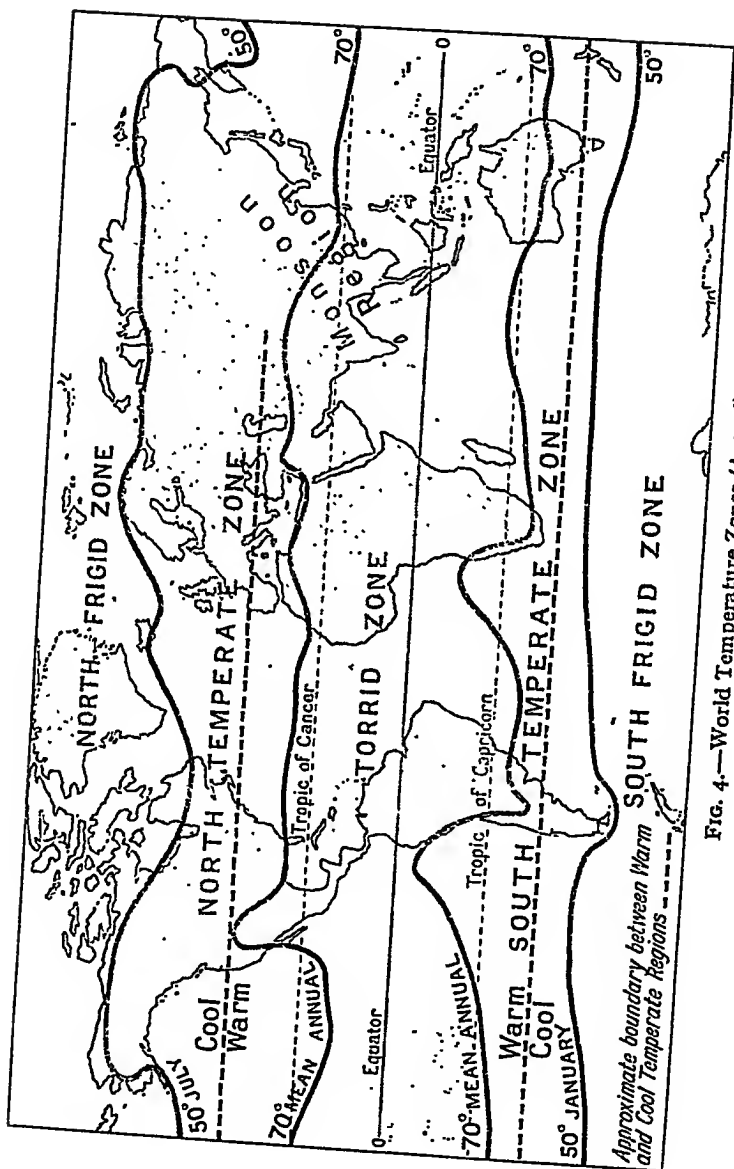 50°
NORTH FRIGID ZONE
50° JULY
NORTH TEMPERATE ZONE
Cool
Warm
70°
70° MEAN ANNUAL
Tropic of Cancer
Monsoon
Region
TORRID ZONE
0
Equator
Equator
0
Tropic of Capricorn
70° MEAN ANNUAL
70°
Warm
Cool
SOUTH TEMPERATE ZONE
50° JANUARY
50°
SOUTH FRIGID ZONE
Approximate boundary between Warm
and Cool Temperate Regions
FIG. 4.—World Temperature Zones